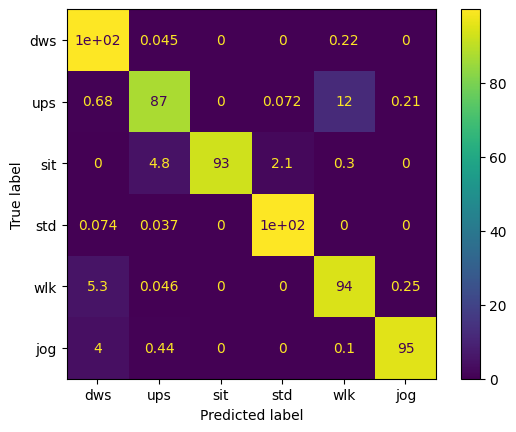 dws 1e+02 0.045 0 0 0.22 0
ups 0.68 87 0 0.072 12 0.21
sit 0 4.8 93 2.1 0.3 0
std 0.074 0.037 0 1e+02 0 0
wlk 5.3 0.046 0 0 94 0.25
jog 4 0.44 0 0 0.1 95
dws ups sit std wlk jog
Predicted label
True label
80
60
40
20
0